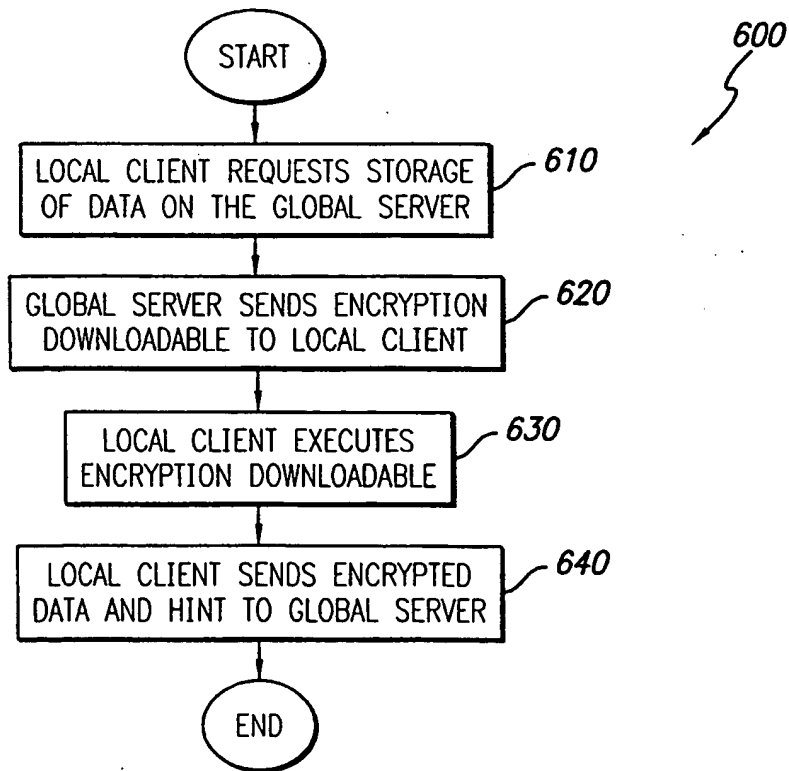 START
600
LOCAL CLIENT REQUESTS STORAGE
OF DATA ON THE GLOBAL SERVER
610
GLOBAL SERVER SENDS ENCRYPTION
DOWNLOADABLE TO LOCAL CLIENT
620
LOCAL CLIENT EXECUTES
ENCRYPTION DOWNLOADABLE
630
LOCAL CLIENT SENDS ENCRYPTED
DATA AND HINT TO GLOBAL SERVER
640
END